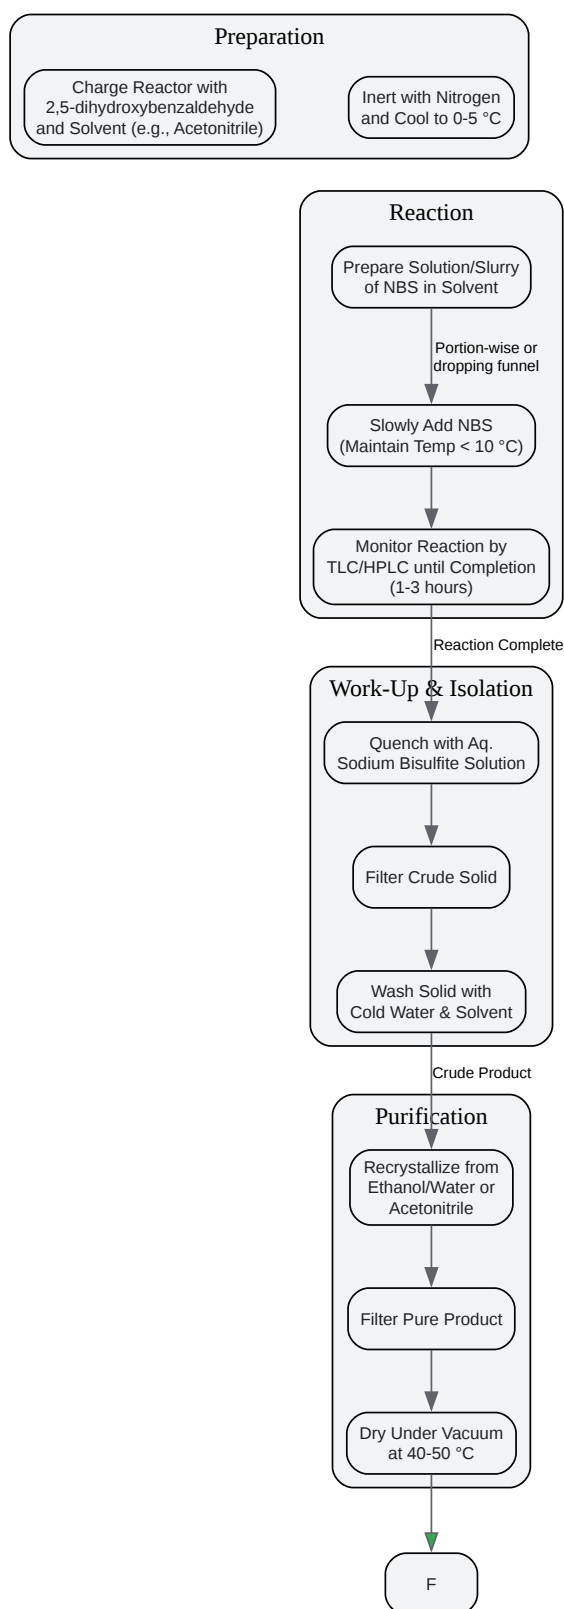 Preparation
Charge Reactor with
2,5-dihydroxybenzaldehyde
and Solvent (e.g., Acetonitrile)
Inert with Nitrogen
and Cool to 0-5 °C
Reaction
Prepare Solution/Slurry
of NBS in Solvent
Portion-wise or
dropping funnel
Slowly Add NBS
(Maintain Temp < 10 °C)
Monitor Reaction by
TLC/HPLC until Completion
(1-3 hours)
Reaction Complete
Work-Up & Isolation
Quench with Aq.
Sodium Bisulfite Solution
Filter Crude Solid
Wash Solid with
Cold Water & Solvent
Crude Product
Purification
Recrystallize from
Ethanol/Water or
Acetonitrile
Filter Pure Product
Dry Under Vacuum
at 40-50 °C
F